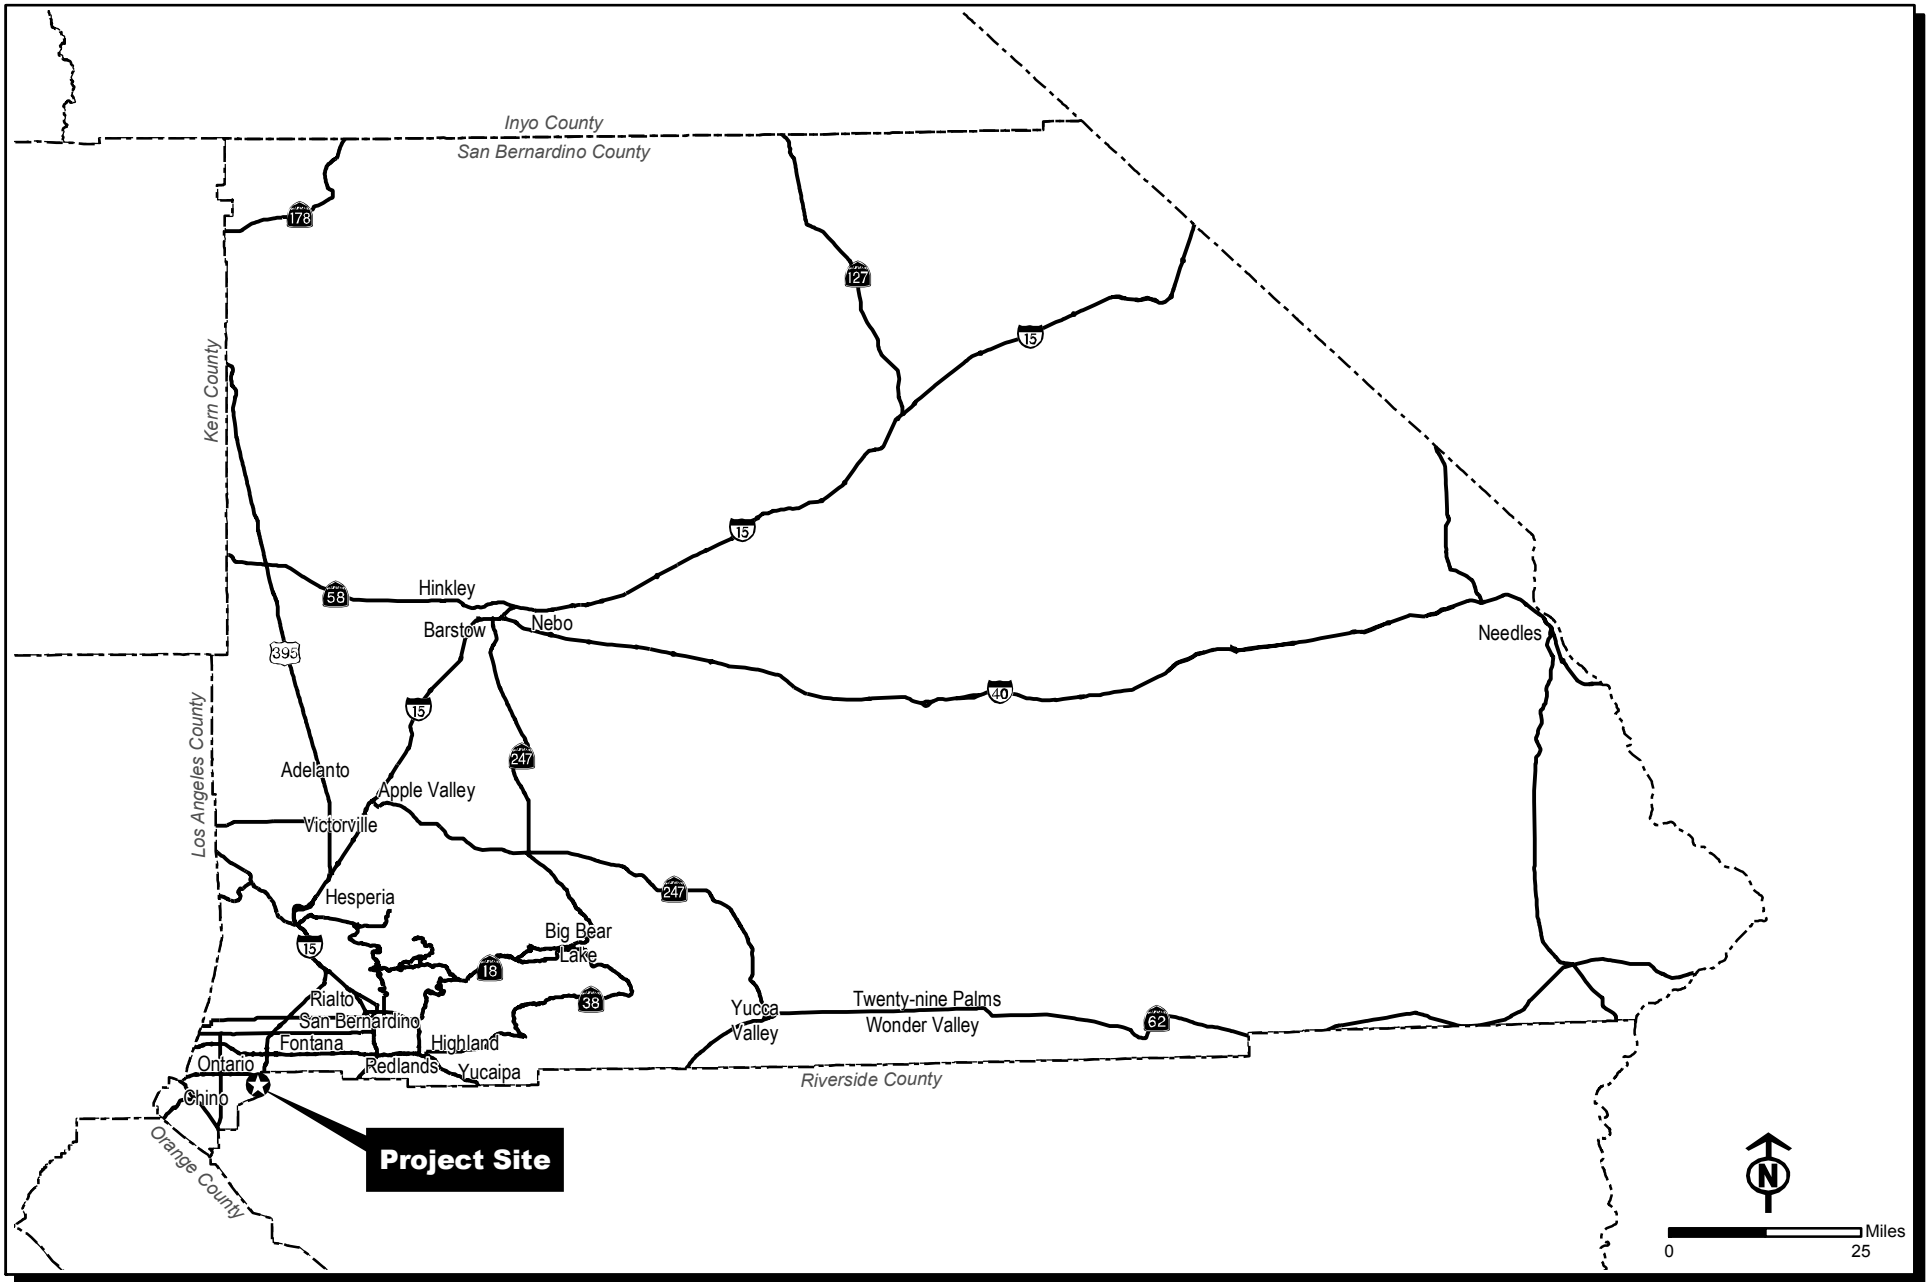 Inyo County
San Bernardino County
178
127
15
Kern County
15
58
Hinkley
Barstow
Nebo
395
Needles
40
15
Los Angeles County
247
Adelanto
Apple Valley
Victorville
247
Hesperia
Big Bear
Lake
15
18
38
Rialto
San Bernardino
Fontana
Highland
Ontario
Redlands
Yucaipa
Chino
Yucca
Valley
Twenty-nine Palms
Wonder Valley
62
Riverside County
Orange County
Project Site
N
Miles
0
25